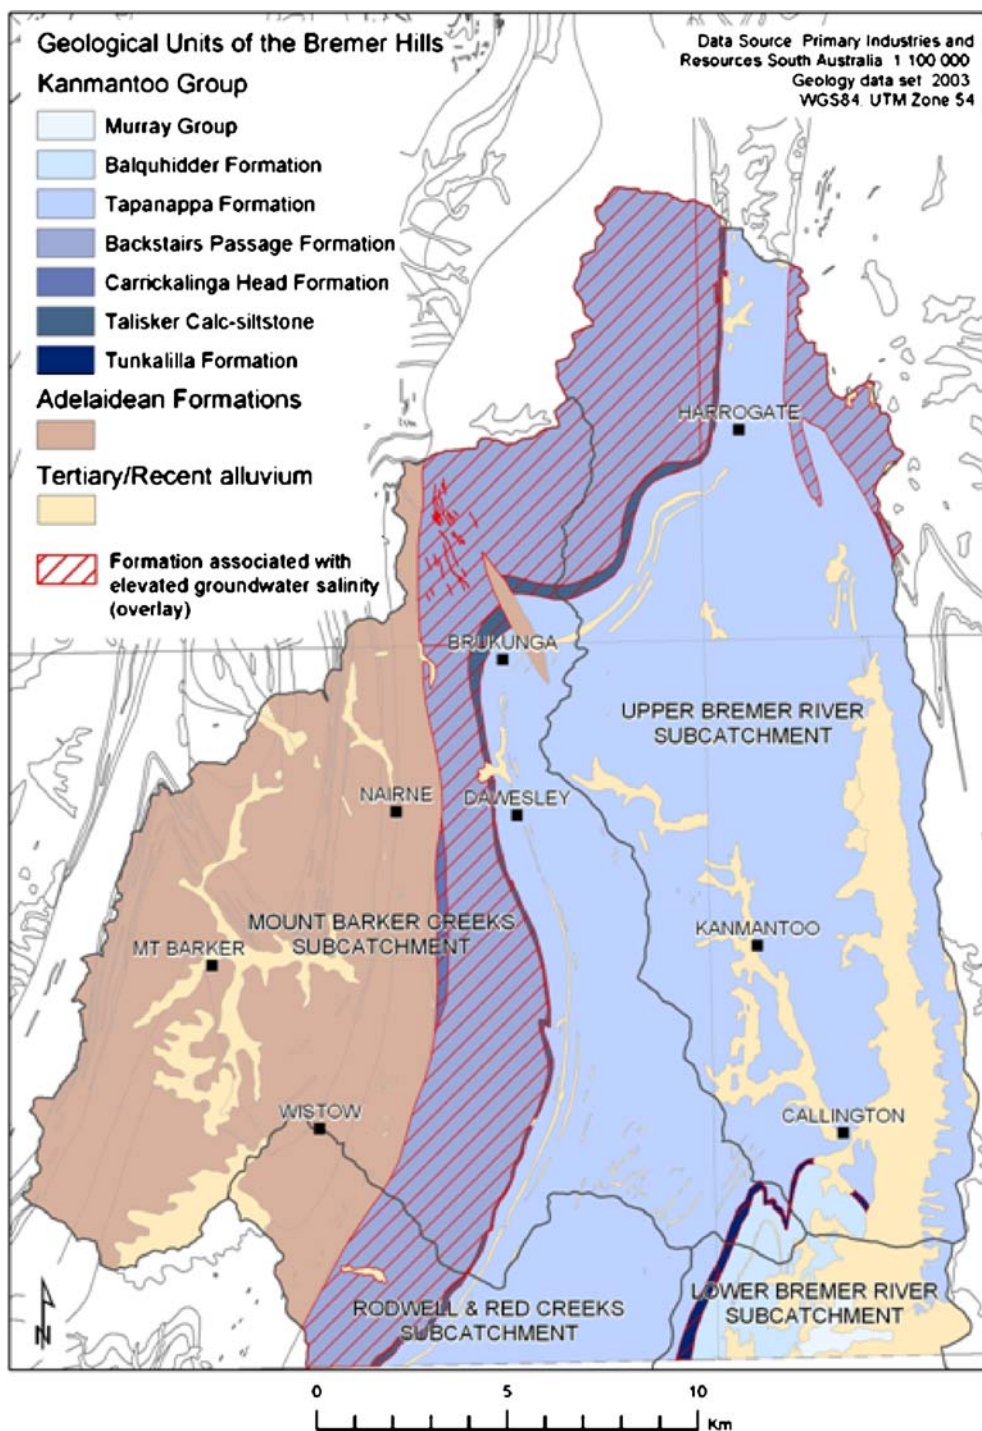 Geological Units of the Bremer Hills
Data Source Primary Industries and
Resources South Australia 1 100 000
Geology data set 2003
WGS84. UTM Zone 54
Kanmantoo Group
Murray Group
Balquhidder Formation
Tapanappa Formation
Backstairs Passage Formation
Carrickalinga Head Formation
Talisker Calc-siltstone
Tunkalilla Formation
Adelaidean Formations
Tertiary/Recent alluvium
Formation associated with
elevated groundwater salinity
(overlay)
HARROGATE
BRUKUNGA
UPPER BREMER RIVER
SUBCATCHMENT
NAIRNE
DAWESLEY
MOUNT BARKER CREEKS
SUBCATCHMENT
MT BARKER
KANMANTOO
WISTOW
CALLINGTON
RODWELL & RED CREEKS
SUBCATCHMENT
LOWER BREMER RIVER
SUBCATCHMENT
N
0 5 10
Km